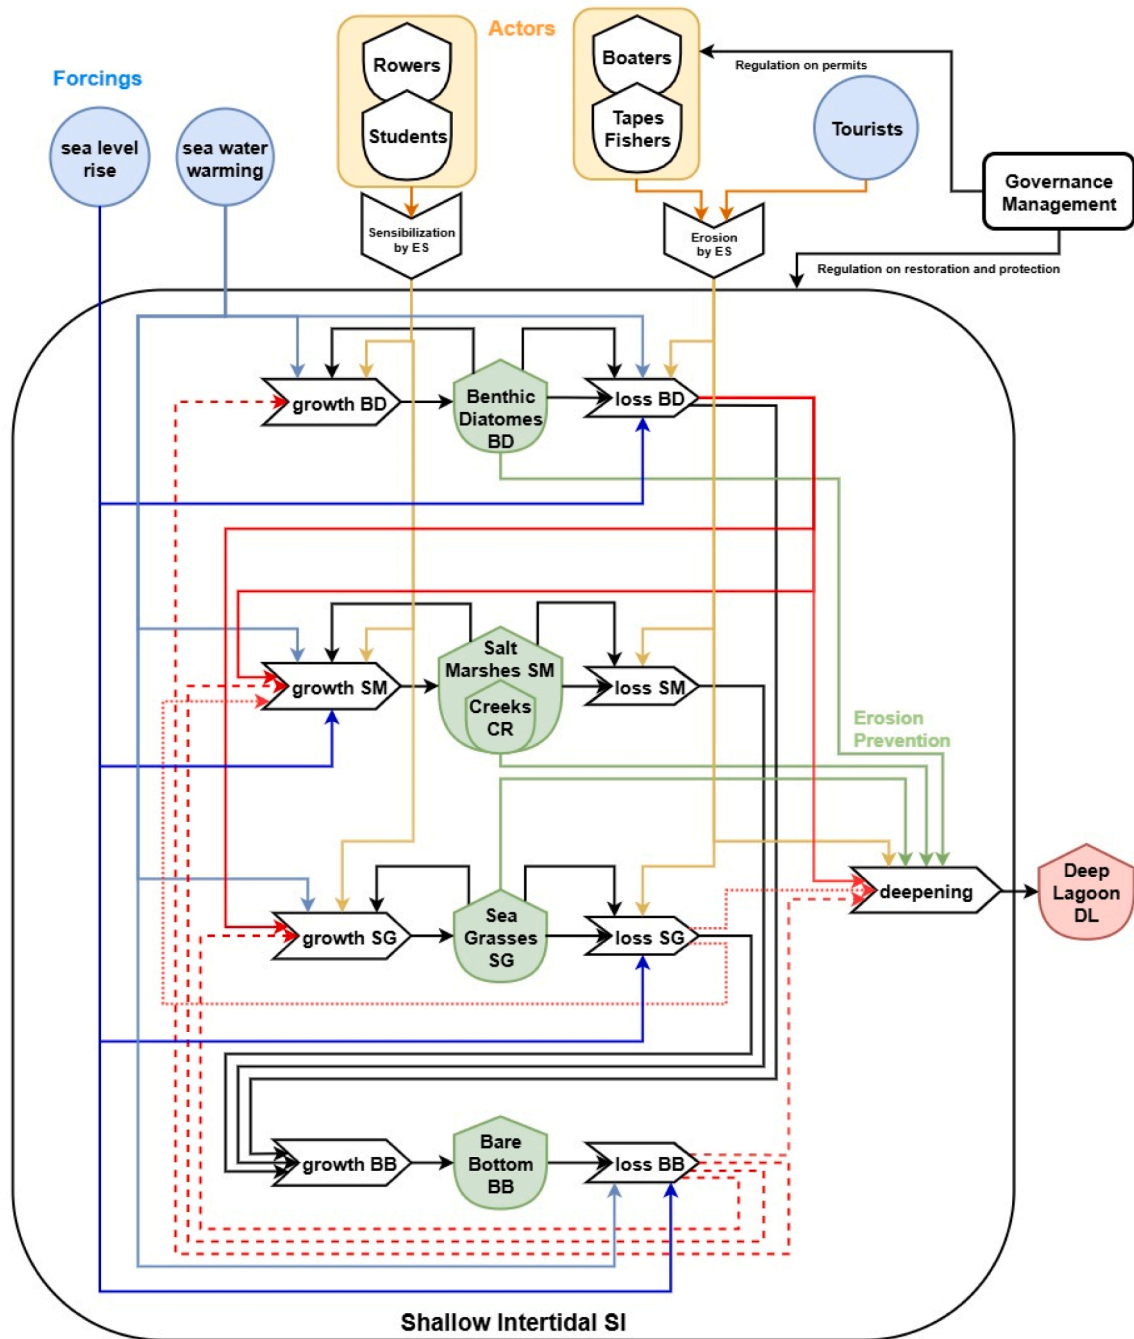 Actors
Forcings
Rowers
Students
Boaters
Tapes
Fishers
Regulation on permits
sea level
rise
sea water
warming
Tourists
Governance
Management
Sensibilization
by ES
Erosion
by ES
Regulation on restoration and protection
growth BD
Benthic
Diatomes
BD
loss BD
growth SM
Salt
Marshes SM
Creeks
CR
loss SM
Erosion
Prevention
growth SG
Sea
Grasses
SG
loss SG
deepening
Deep
Lagoon
DL
growth BB
Bare
Bottom
BB
loss BB
Shallow Intertidal SI